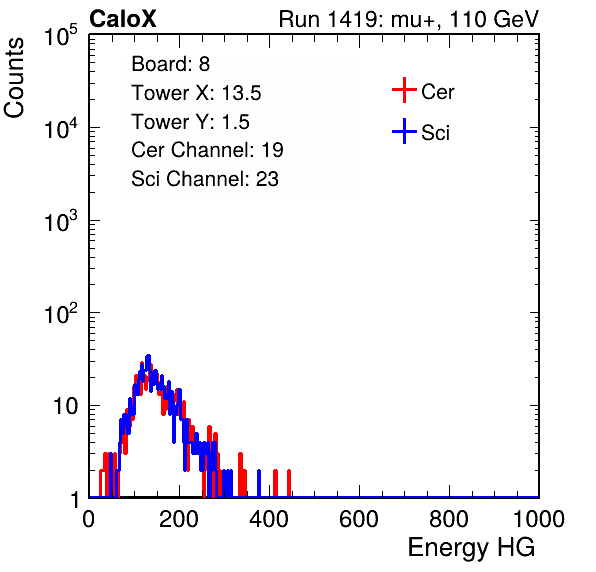 CaloX Run 1419: mu+, 110 GeV
Counts
10^5
10^4
10^3
10^2
10
1
Board: 8
Tower X: 13.5
Tower Y: 1.5
Cer Channel: 19
Sci Channel: 23
Cer
Sci
0 200 400 600 800 1000
Energy HG